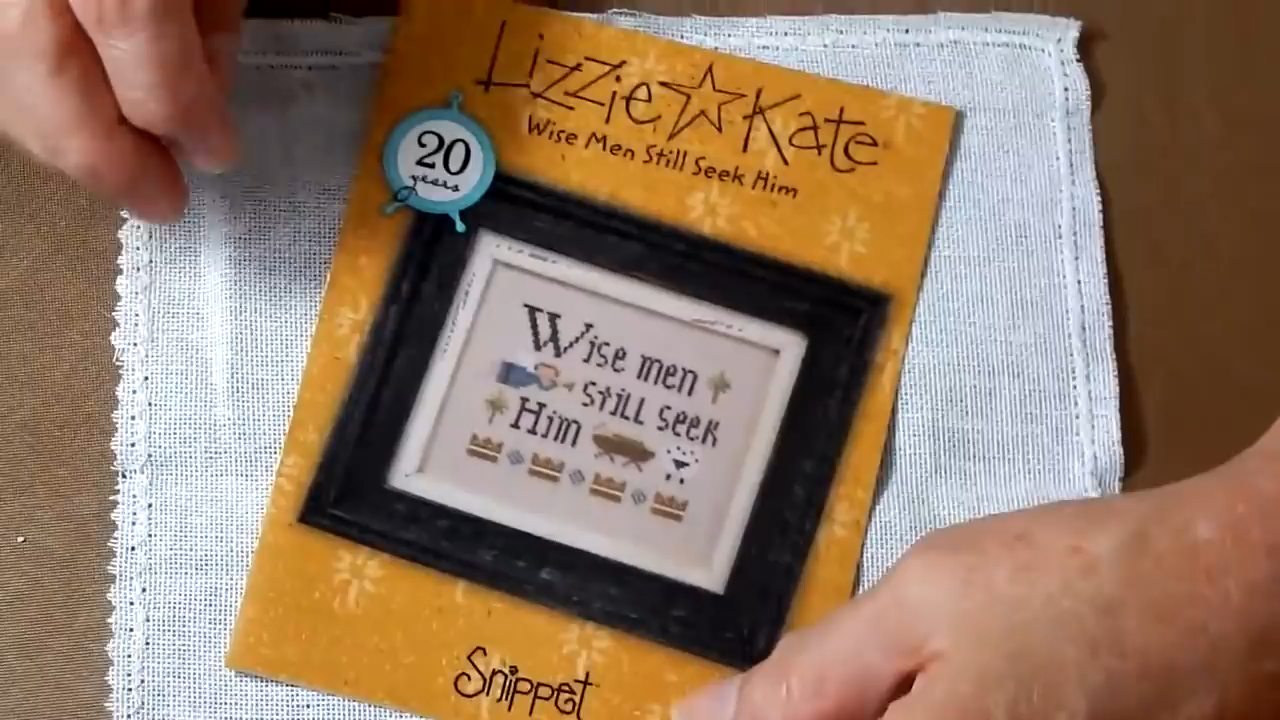 Lizzie Kate
Wise Men Still Seek Him
20
years
Wise men
Still Seek
Him
Snippet